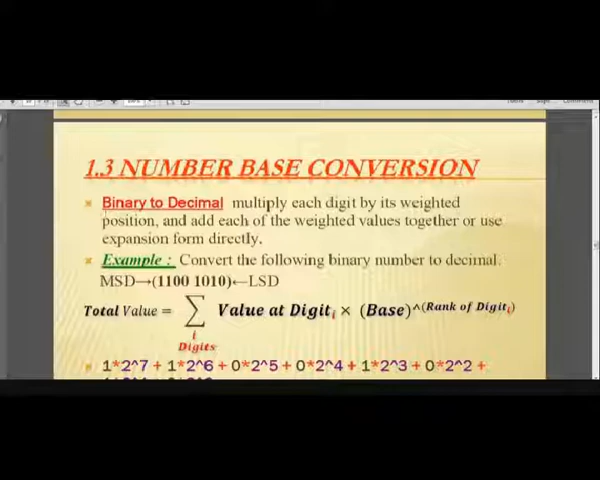 1.3 NUMBER BASE CONVERSION
Binary to Decimal multiply each digit by its weighted
position, and add each of the weighted values together or use
expansion form directly.
Example : Convert the following binary number to decimal.
MSD→(1100 1010)←LSD
Total Value = ∑ Value at Digit i × (Base)^(Rank of Digit i)
i
Digits
1*2^7 + 1*2^6 + 0*2^5 + 0*2^4 + 1*2^3 + 0*2^2 +